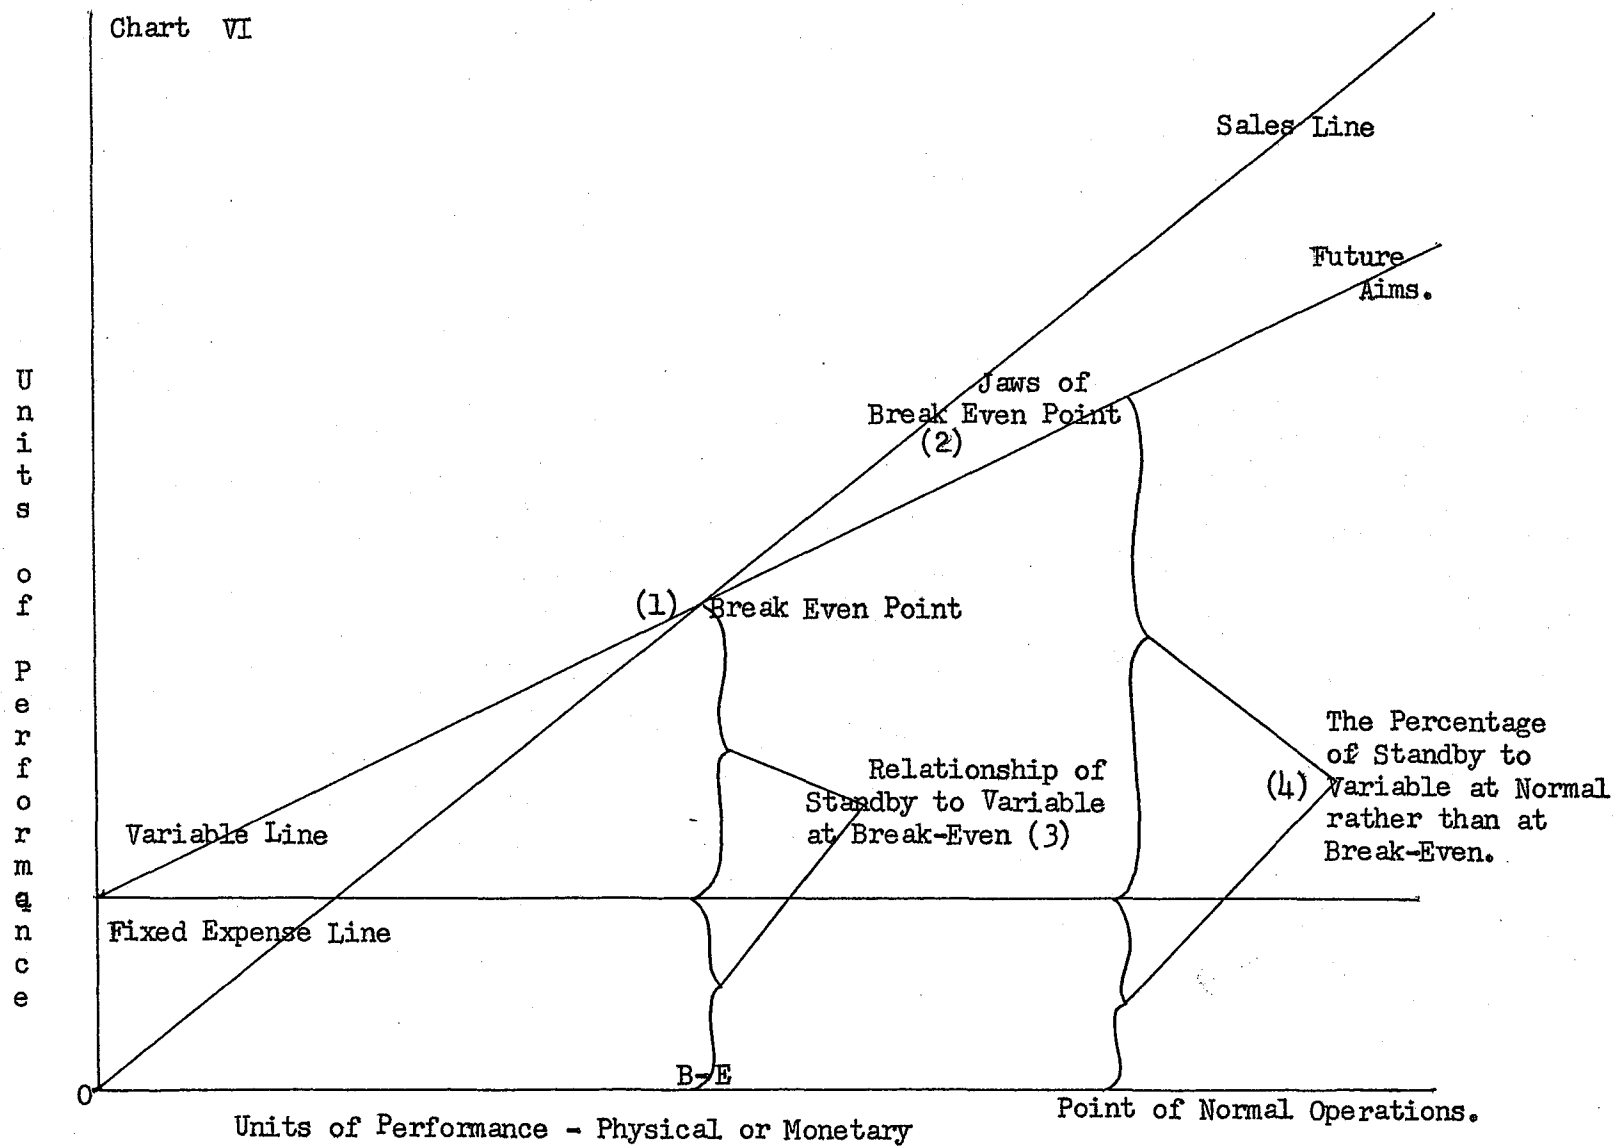 Chart VI
Sales Line
Future
Aims.
Jaws of
Break Even Point
(2)
(1) Break Even Point
Units of Performance
The Percentage
of Standby to
(4) Variable at Normal
rather than at
Break-Even.
Relationship of
Standby to Variable
at Break-Even (3)
Variable Line
Fixed Expense Line
B-E
O
Point of Normal Operations.
Units of Performance - Physical or Monetary